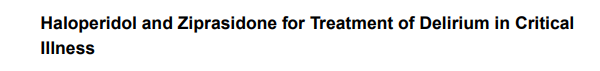 Haloperidol and Ziprasidone for Treatment of Delirium in Critical
Illness